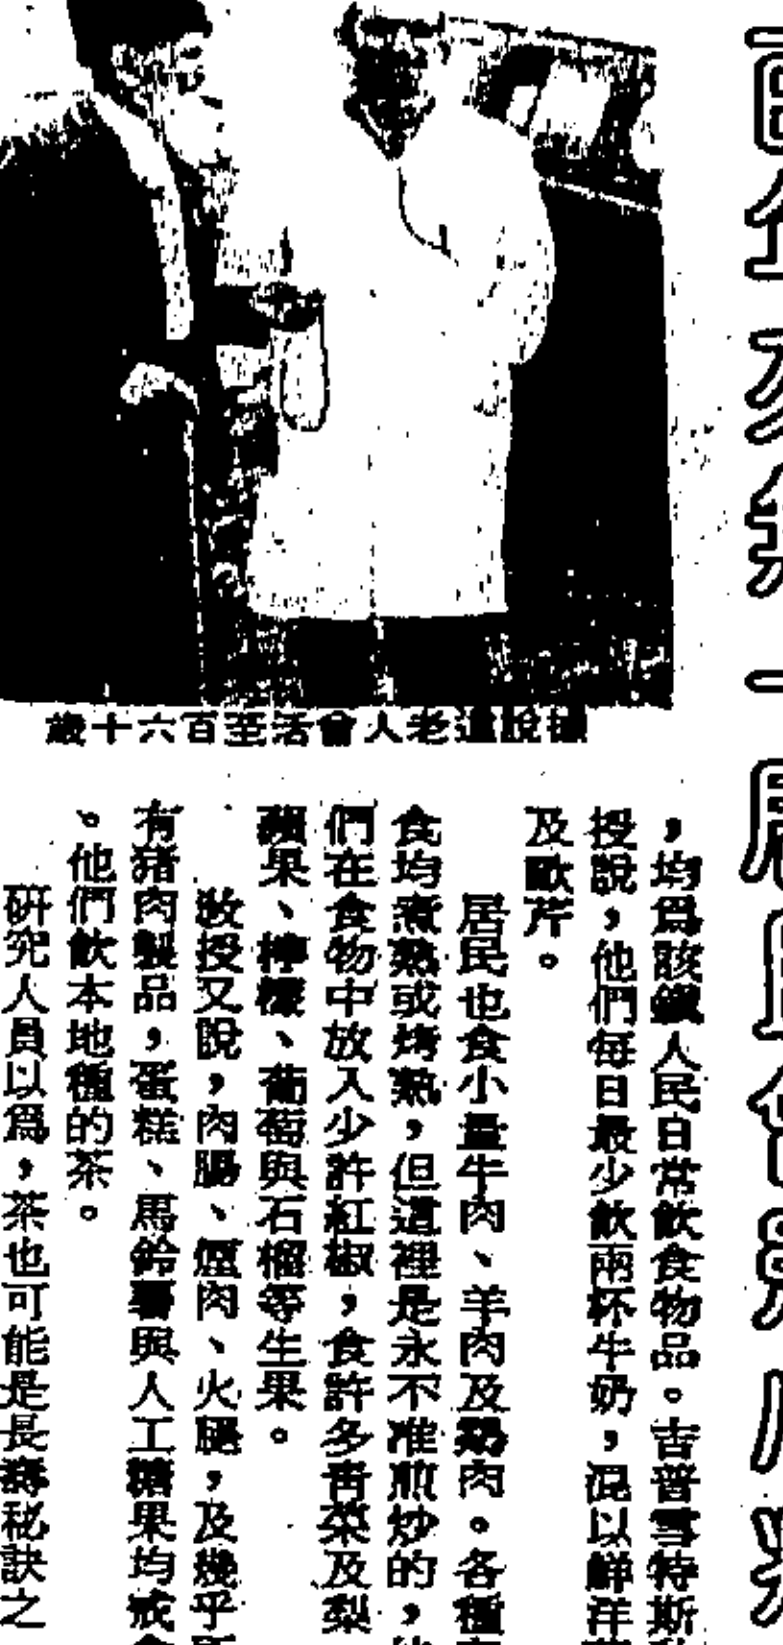 據說這老人會活至百六十歲
，均爲該鎮人民日常飲食物品。吉普雪特斯
授說，他們每日最少飲兩杯牛奶，混以鮮洋
及歐芹。
居民也食小量牛肉、羊肉及鷄肉。各種
食均煮熟或烤熟，但這裡是永不准煎炒的，
們在食物中放入少許紅椒，食許多青菜及梨
蘋果、檸檬、葡萄與石榴等生果。
教授又說，肉腸、煙肉、火腿，及幾乎
有猪肉製品，蛋糕、馬鈴薯與人工糖果均戒
。他們飲本地種的茶。
研究人員以爲，茶也可能是長壽秘訣之